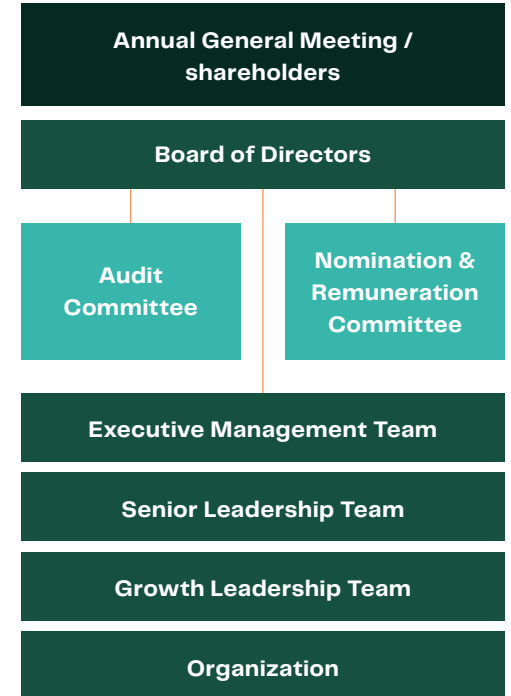 Annual General Meeting /
shareholders
Board of Directors
Audit
Committee
Nomination &
Remuneration
Committee
Executive Management Team
Senior Leadership Team
Growth Leadership Team
Organization